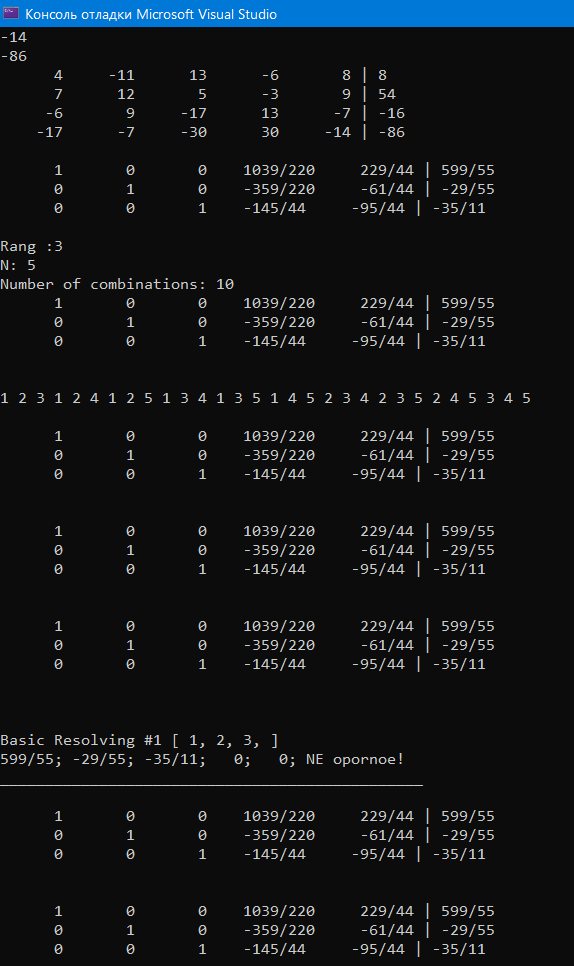 Консоль отладки Microsoft Visual Studio
-14
-86
4 -11 13 -6 8 | 8
7 12 5 -3 9 | 54
-6 9 -17 13 -7 | -16
-17 -7 -30 30 -14 | -86
1 0 0 1039/220 229/44 | 599/55
0 1 0 -359/220 -61/44 | -29/55
0 0 1 -145/44 -95/44 | -35/11
Rang :3
N: 5
Number of combinations: 10
1 0 0 1039/220 229/44 | 599/55
0 1 0 -359/220 -61/44 | -29/55
0 0 1 -145/44 -95/44 | -35/11
1 2 3 1 2 4 1 2 5 1 3 4 1 3 5 1 4 5 2 3 4 2 3 5 2 4 5 3 4 5
1 0 0 1039/220 229/44 | 599/55
0 1 0 -359/220 -61/44 | -29/55
0 0 1 -145/44 -95/44 | -35/11
1 0 0 1039/220 229/44 | 599/55
0 1 0 -359/220 -61/44 | -29/55
0 0 1 -145/44 -95/44 | -35/11
1 0 0 1039/220 229/44 | 599/55
0 1 0 -359/220 -61/44 | -29/55
0 0 1 -145/44 -95/44 | -35/11
Basic Resolving #1 [ 1, 2, 3, ]
599/55; -29/55; -35/11; 0; 0; NE opornoe!
_______________________________________________
1 0 0 1039/220 229/44 | 599/55
0 1 0 -359/220 -61/44 | -29/55
0 0 1 -145/44 -95/44 | -35/11
1 0 0 1039/220 229/44 | 599/55
0 1 0 -359/220 -61/44 | -29/55
0 0 1 -145/44 -95/44 | -35/11